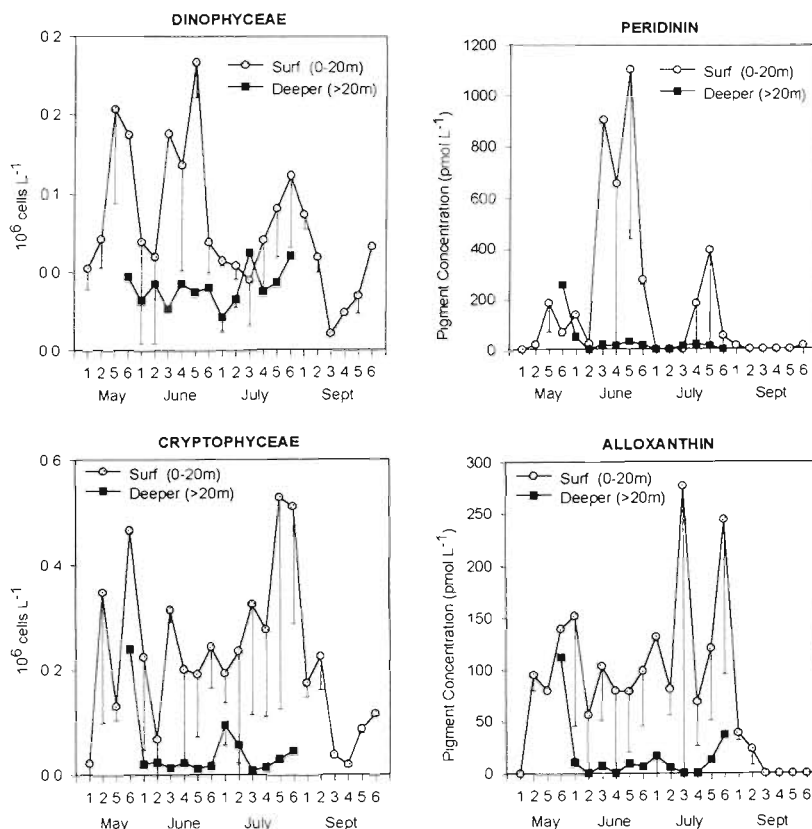 DINOPHYCEAE
Surf (0-20m)
Deeper (>20m)
10⁶ cells L⁻¹
0 2
0 2
0 1
0 0
0 0
1 2 5 6 1 2 3 4 5 6 1 2 3 4 5 6 1 2 3 4 5 6
May June July Sept
PERIDININ
Surf (0-20m)
Deeper (>20m)
Pigment Concentration (pmol L⁻¹)
1200
1000
800
600
400
200
0
1 2 5 6 1 2 3 4 5 6 1 2 3 4 5 6 1 2 3 4 5 6
May June July Sept
CRYPTOPHYCEAE
Surf (0-20m)
Deeper (>20m)
10⁶ cells L⁻¹
0 6
0 4
0 2
0 0
1 2 5 6 1 2 3 4 5 6 1 2 3 4 5 6 1 2 3 4 5 6
May June July Sept
ALLOXANTHIN
Surf (0-20m)
Deeper (>20m)
Pigment Concentration (pmol L⁻¹)
300
250
200
150
100
50
0
1 2 5 6 1 2 3 4 5 6 1 2 3 4 5 6 1 2 3 4 5 6
May June July Sept